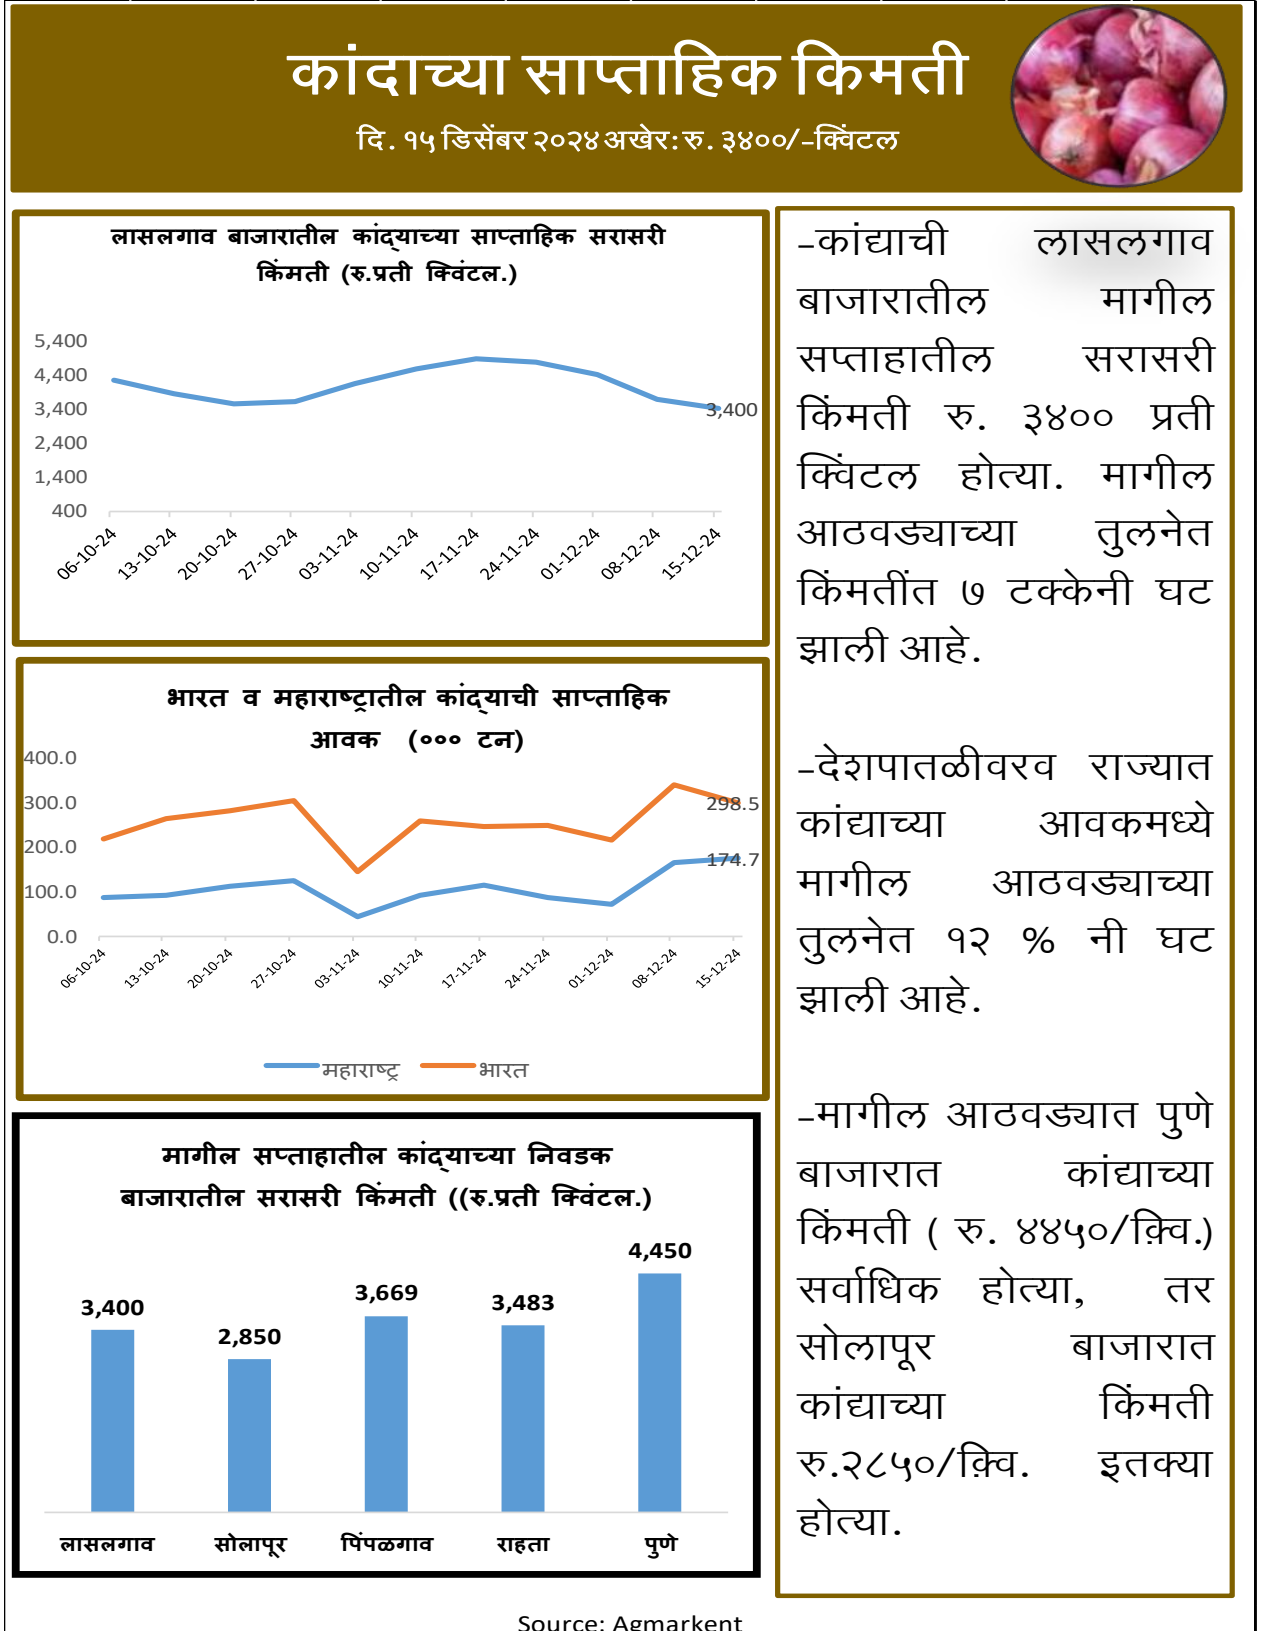 कांदाच्या साप्ताहिक किमती
दि. १५ डिसेंबर २०२४ अखेर: रु. ३४००/-क्विंटल
लासलगाव बाजारातील कांद्याच्या साप्ताहिक सरासरी
किंमती (रु.प्रती क्विंटल.)
5,400
4,400
3,400
2,400
1,400
400
3,400
06-10-24
13-10-24
20-10-24
27-10-24
03-11-24
10-11-24
17-11-24
24-11-24
01-12-24
08-12-24
15-12-24
भारत व महाराष्ट्रातील कांद्याची साप्ताहिक
आवक (००० टन)
400.0
300.0
200.0
100.0
0.0
298.5
174.7
06-10-24
13-10-24
20-10-24
27-10-24
03-11-24
10-11-24
17-11-24
24-11-24
01-12-24
08-12-24
15-12-24
महाराष्ट्र
भारत
मागील सप्ताहातील कांद्याच्या निवडक
बाजारातील सरासरी किंमती ((रु.प्रती क्विंटल.)
3,400
2,850
3,669
3,483
4,450
लासलगाव
सोलापूर
पिंपळगाव
राहता
पुणे
-कांद्याची लासलगाव
बाजारातील मागील
सप्ताहातील सरासरी
किंमती रु. ३४०० प्रती
क्विंटल होत्या. मागील
आठवड्याच्या तुलनेत
किंमतींत ७ टक्केनी घट
झाली आहे.
-देशपातळीवरव राज्यात
कांद्याच्या आवकमध्ये
मागील आठवड्याच्या
तुलनेत १२ % नी घट
झाली आहे.
-मागील आठवड्यात पुणे
बाजारात कांद्याच्या
किंमती ( रु. ४४५०/क़्वि.)
सर्वाधिक होत्या, तर
सोलापूर बाजारात
कांद्याच्या किंमती
रु.२८५०/क़्वि. इतक्या
होत्या.
Source: Agmarkent